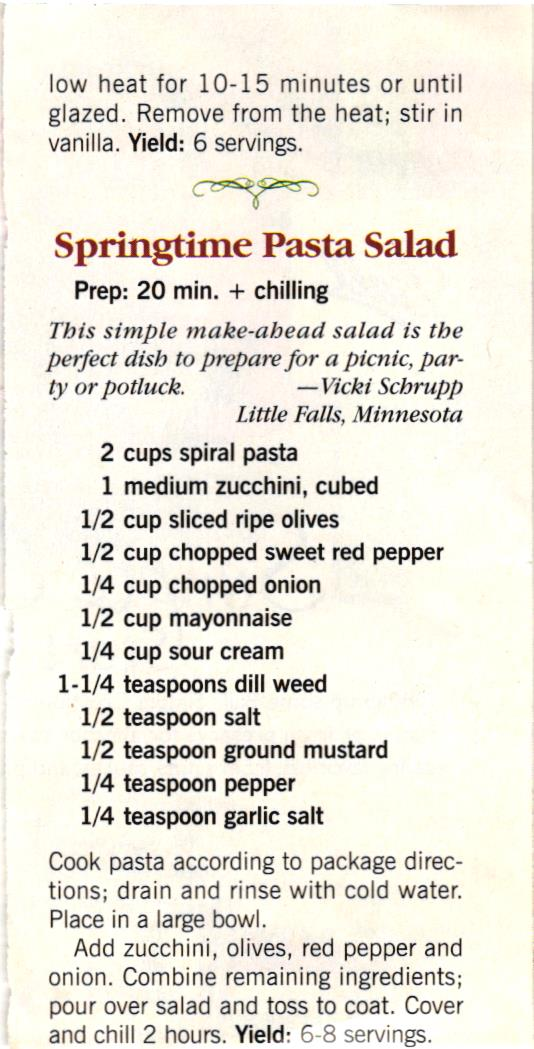 low heat for 10-15 minutes or until
glazed. Remove from the heat; stir in
vanilla. Yield: 6 servings.
Springtime Pasta Salad
Prep: 20 min. + chilling
This simple make-ahead salad is the
perfect dish to prepare for a picnic, par-
ty or potluck. —Vicki Schrupp
Little Falls, Minnesota
2 cups spiral pasta
1 medium zucchini, cubed
1/2 cup sliced ripe olives
1/2 cup chopped sweet red pepper
1/4 cup chopped onion
1/2 cup mayonnaise
1/4 cup sour cream
1-1/4 teaspoons dill weed
1/2 teaspoon salt
1/2 teaspoon ground mustard
1/4 teaspoon pepper
1/4 teaspoon garlic salt
Cook pasta according to package direc-
tions; drain and rinse with cold water.
Place in a large bowl.
Add zucchini, olives, red pepper and
onion. Combine remaining ingredients;
pour over salad and toss to coat. Cover
and chill 2 hours. Yield: 6-8 servings.